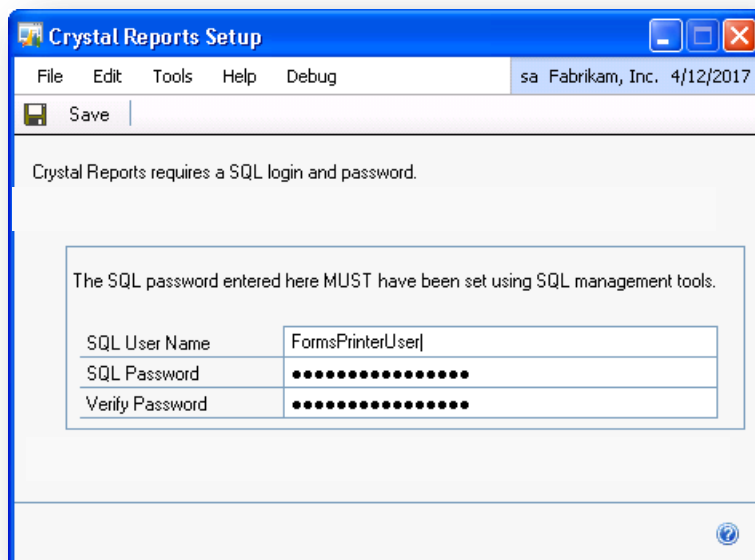 Crystal Reports Setup
File Edit Tools Help Debug sa Fabrikam, Inc. 4/12/2017
Save
Crystal Reports requires a SQL login and password.
The SQL password entered here MUST have been set using SQL management tools.
SQL User Name FormsPrinterUser
SQL Password ●●●●●●●●●●●●●●●●
Verify Password ●●●●●●●●●●●●●●●●